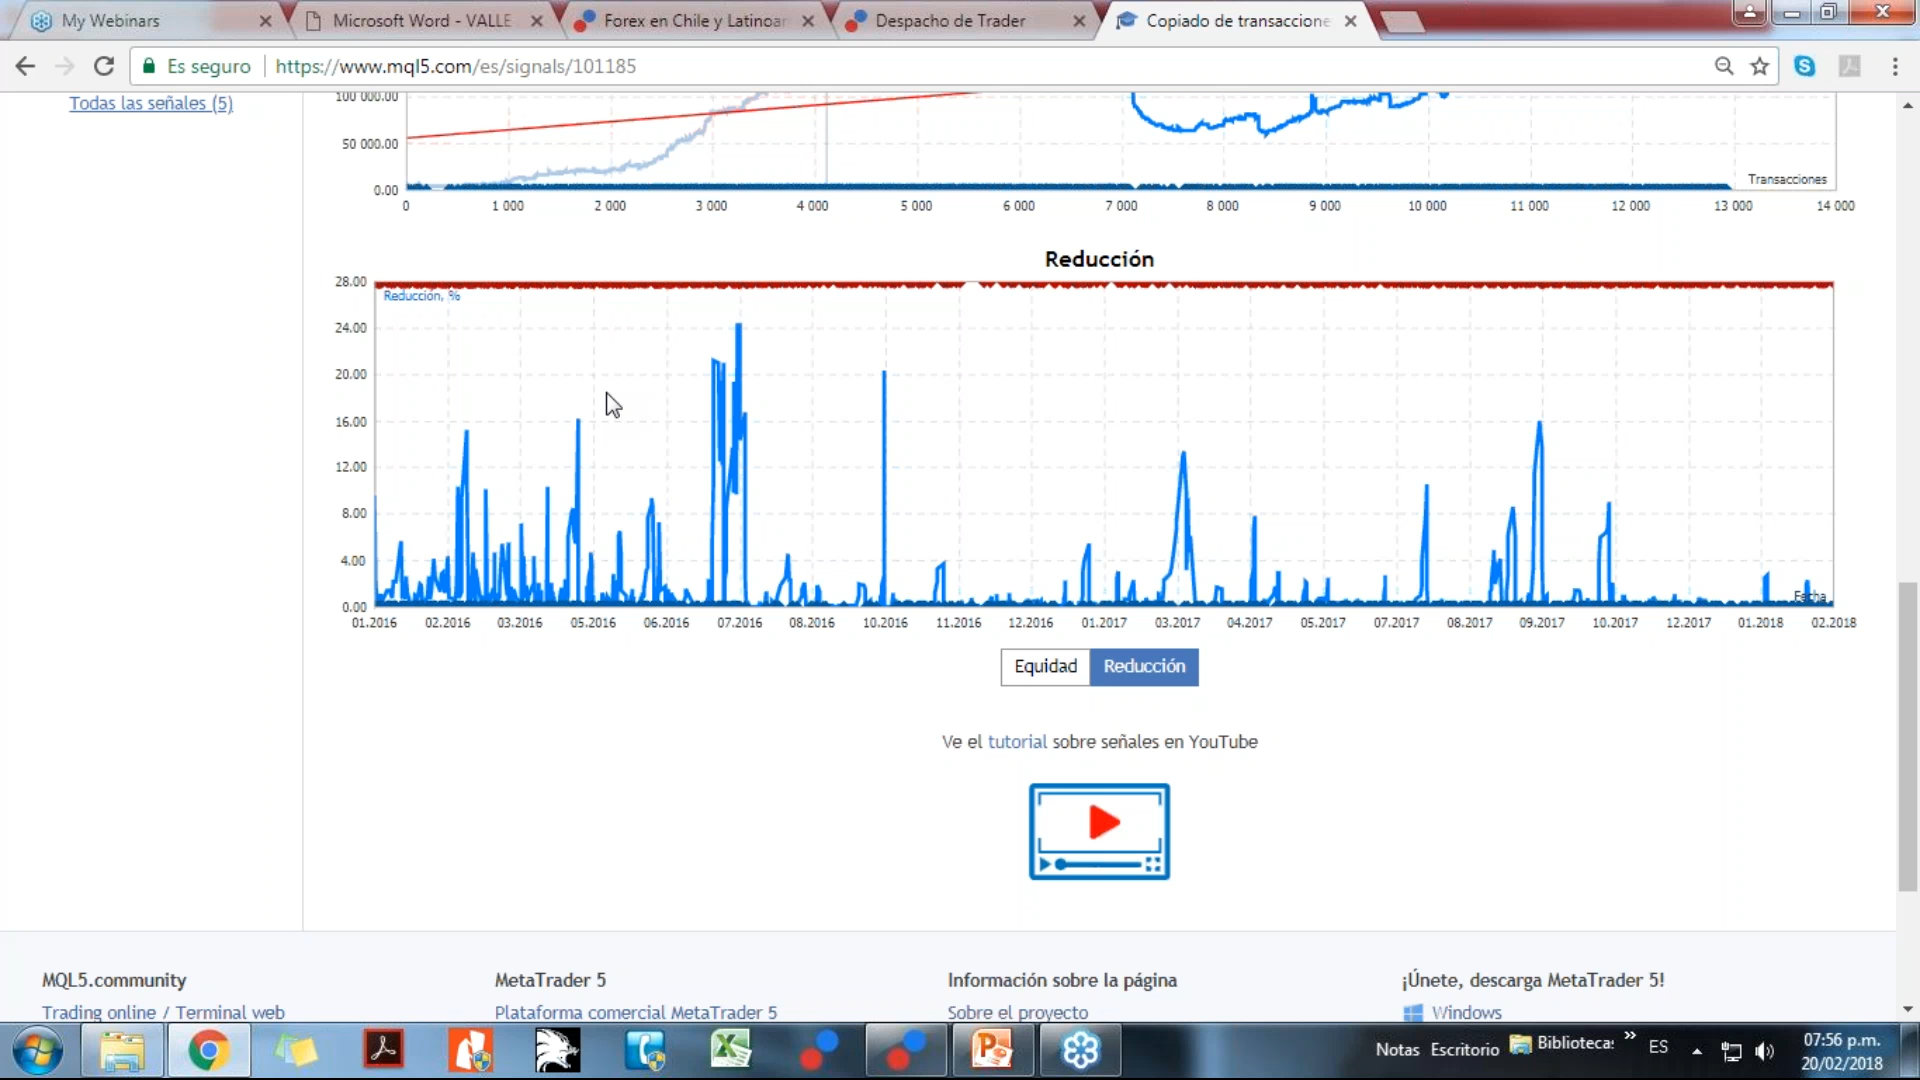 My Webinars
Microsoft Word - VALLE
Forex en Chile y Latinoar
Despacho de Trader
Copiado de transaccione
Es seguro
https://www.mql5.com/es/signals/101185
Todas las señales (5)
100 000.00
50 000.00
0.00
Transacciones
0 1 000 2 000 3 000 4 000 5 000 6 000 7 000 8 000 9 000 10 000 11 000 12 000 13 000 14 000
Reducción
28.00
Reducción, %
24.00
20.00
16.00
12.00
8.00
4.00
0.00
Fecha
01.2016 02.2016 03.2016 05.2016 06.2016 07.2016 08.2016 10.2016 11.2016 12.2016 01.2017 03.2017 04.2017 05.2017 07.2017 08.2017 09.2017 10.2017 12.2017 01.2018 02.2018
Equidad Reducción
Ve el tutorial sobre señales en YouTube
MQL5.community
MetaTrader 5
Información sobre la página
¡Únete, descarga MetaTrader 5!
Trading online / Terminal web
Plataforma comercial MetaTrader 5
Sobre el proyecto
Windows
Notas Escritorio Bibliotecas » ES
07:56 p.m.
20/02/2018